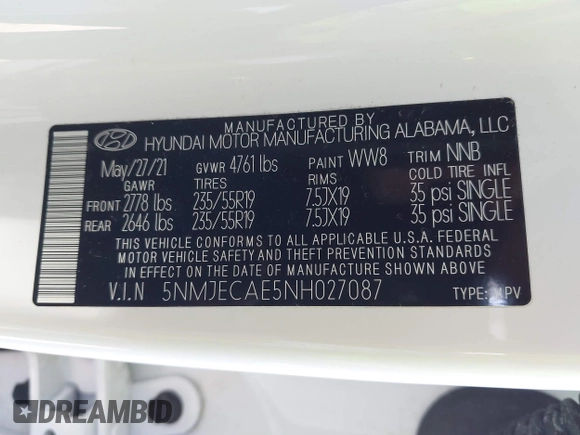 MANUFACTURED BY
HYUNDAI MOTOR MANUFACTURING ALABAMA, LLC
May/27/21 GVWR 4761 lbs PAINT WW8 TRIM NNB
GAWR TIRES RIMS COLD TIRE INFL
FRONT 2778 lbs 235/55R19 7.5JX19 35 psi SINGLE
REAR 2646 lbs 235/55R19 7.5JX19 35 psi SINGLE
THIS VEHICLE CONFORMS TO ALL APPLICABLE U.S.A. FEDERAL
MOTOR VEHICLE SAFETY AND THEFT PREVENTION STANDARDS
IN EFFECT ON THE DATE OF MANUFACTURE SHOWN ABOVE.
V.I.N 5NMJECAE5NH027087 TYPE: MPV
DREAMBID